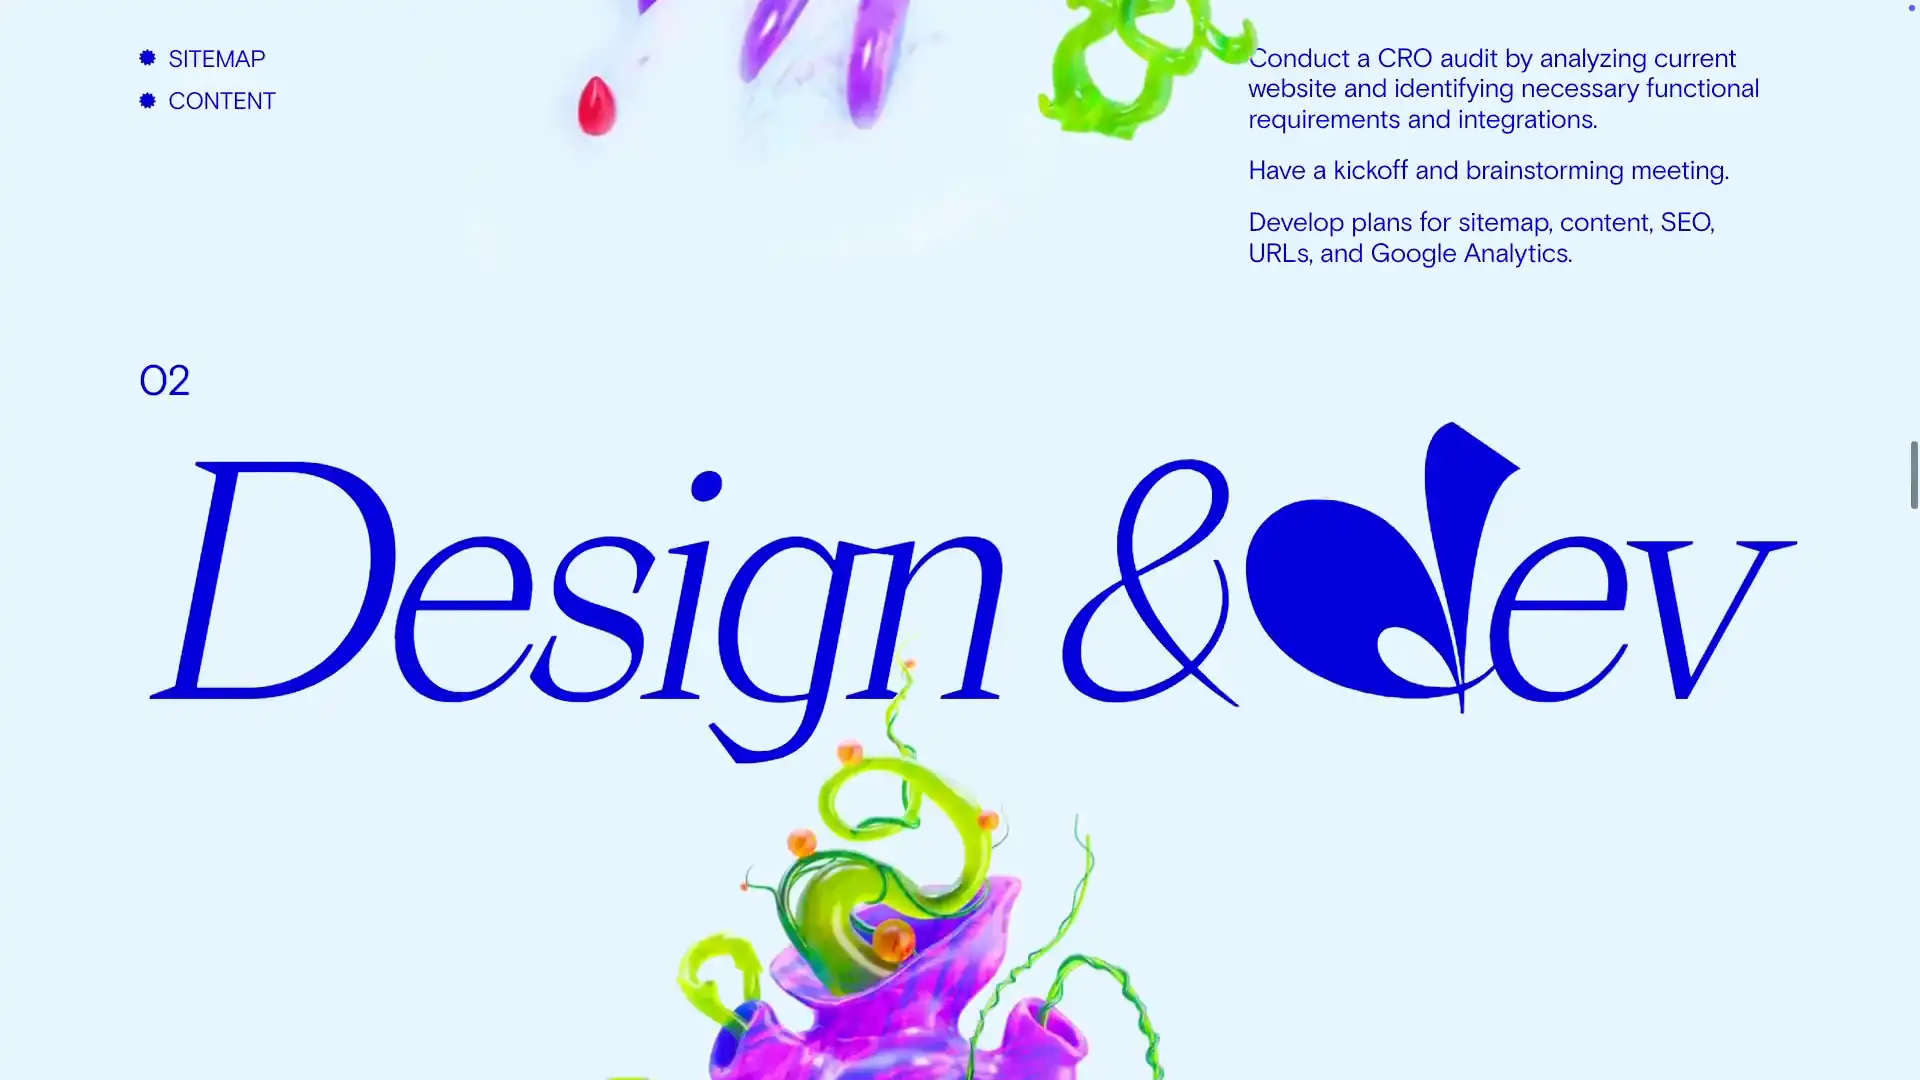 SITEMAP
CONTENT
Conduct a CRO audit by analyzing current
website and identifying necessary functional
requirements and integrations.
Have a kickoff and brainstorming meeting.
Develop plans for sitemap, content, SEO,
URLs, and Google Analytics.
02
Design & dev